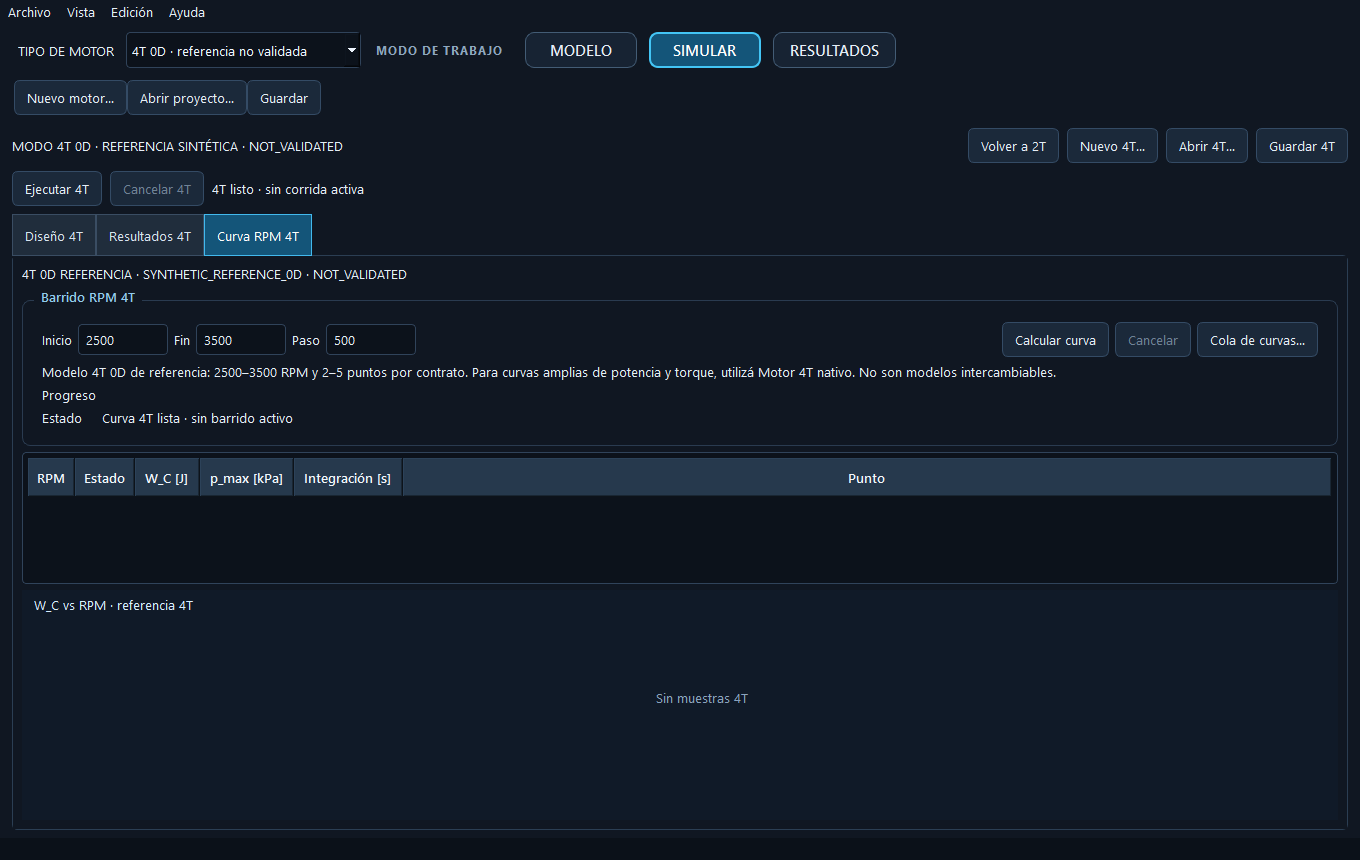 Archivo Vista Edición Ayuda
TIPO DE MOTOR 4T 0D · referencia no validada MODO DE TRABAJO MODELO SIMULAR RESULTADOS
Nuevo motor... Abrir proyecto... Guardar
MODO 4T 0D · REFERENCIA SINTÉTICA · NOT_VALIDATED Volver a 2T Nuevo 4T... Abrir 4T... Guardar 4T
Ejecutar 4T Cancelar 4T 4T listo · sin corrida activa
Diseño 4T Resultados 4T Curva RPM 4T
4T 0D REFERENCIA · SYNTHETIC_REFERENCE_0D · NOT_VALIDATED
Barrido RPM 4T
Inicio 2500 Fin 3500 Paso 500 Calcular curva Cancelar Cola de curvas...
Modelo 4T 0D de referencia: 2500–3500 RPM y 2–5 puntos por contrato. Para curvas amplias de potencia y torque, utilizá Motor 4T nativo. No son modelos intercambiables.
Progreso
Estado Curva 4T lista · sin barrido activo
RPM Estado W_C [J] p_max [kPa] Integración [s] Punto
W_C vs RPM · referencia 4T
Sin muestras 4T